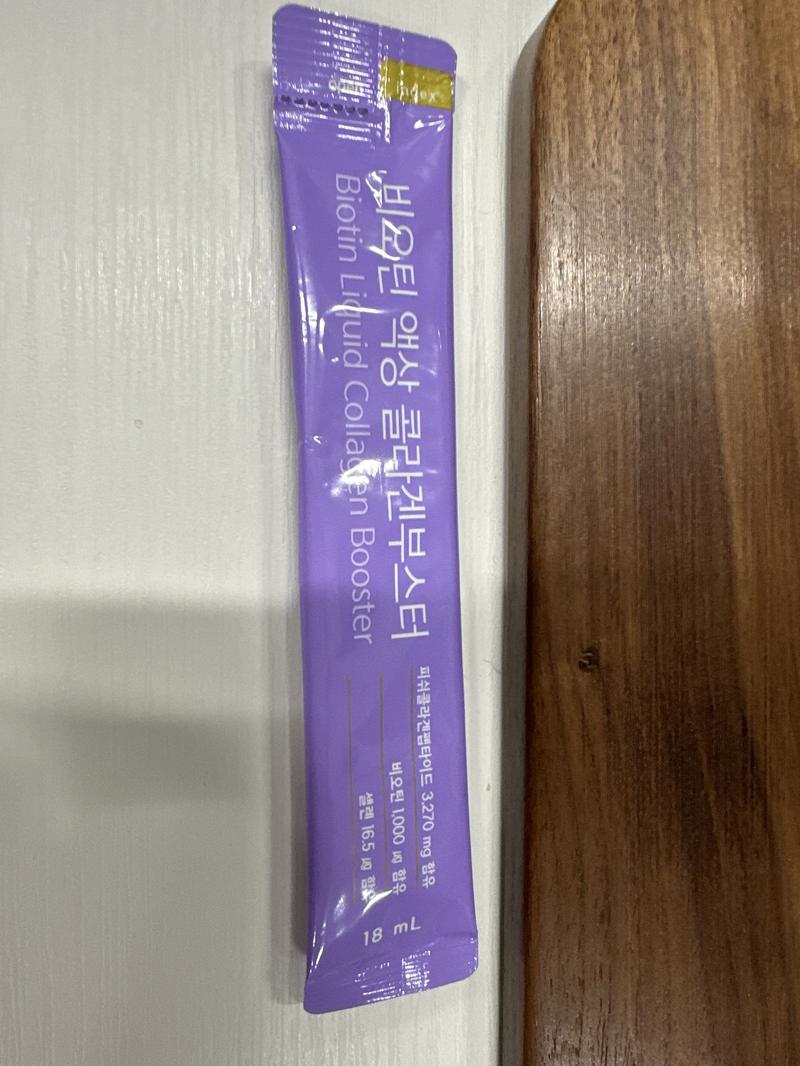 open
index
비오틴 액상 콜라겐부스터
Biotin Liquid Collagen Booster
피쉬콜라겐펩타이드 3,270 mg 함유
비오틴 1,000 ㎍ 함유
셀렌 16.5 ㎍ 함유
18 mL